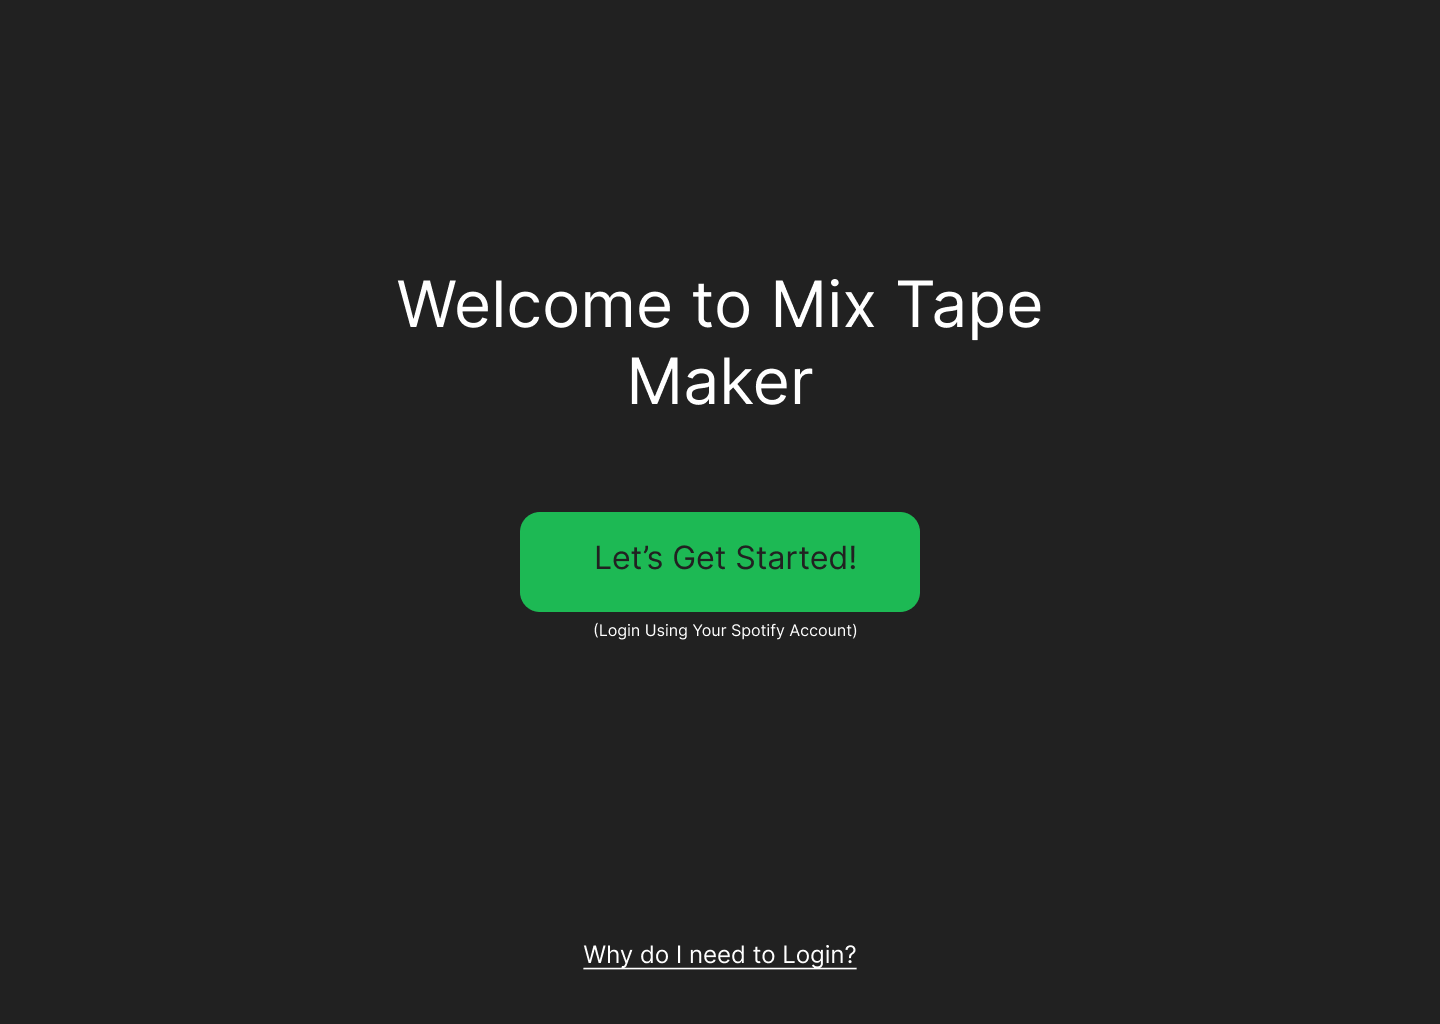 Welcome to Mix Tape
Maker
Let’s Get Started!
(Login Using Your Spotify Account)
Why do I need to Login?